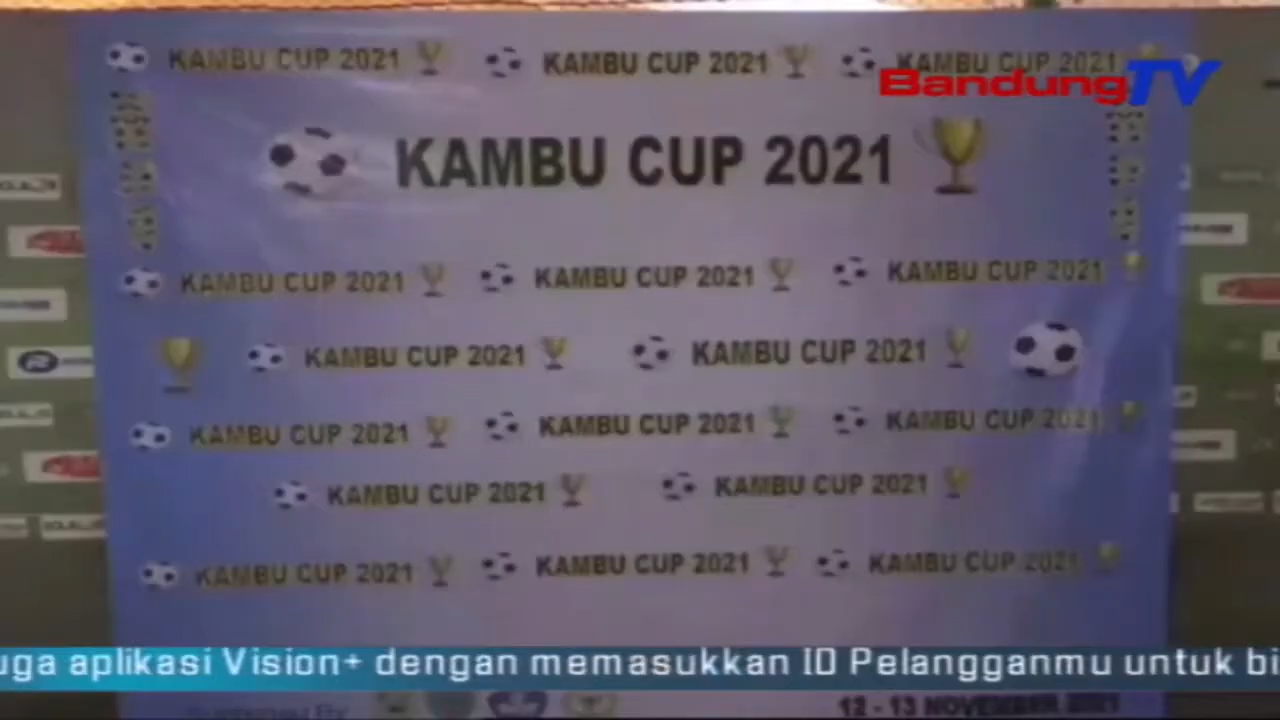 KAMBU CUP 2021 KAMBU CUP 2021 KAMBU CUP 2021
BandungTV
KAMBU CUP 2021
KAMBU CUP 2021 KAMBU CUP 2021 KAMBU CUP 2021
KAMBU CUP 2021 KAMBU CUP 2021
KAMBU CUP 2021 KAMBU CUP 2021 KAMBU CUP 2021
KAMBU CUP 2021 KAMBU CUP 2021
KAMBU CUP 2021 KAMBU CUP 2021 KAMBU CUP 2021
uga aplikasi Vision+ dengan memasukkan ID Pelangganmu untuk bi
12 - 13 NOVEMBER 2021